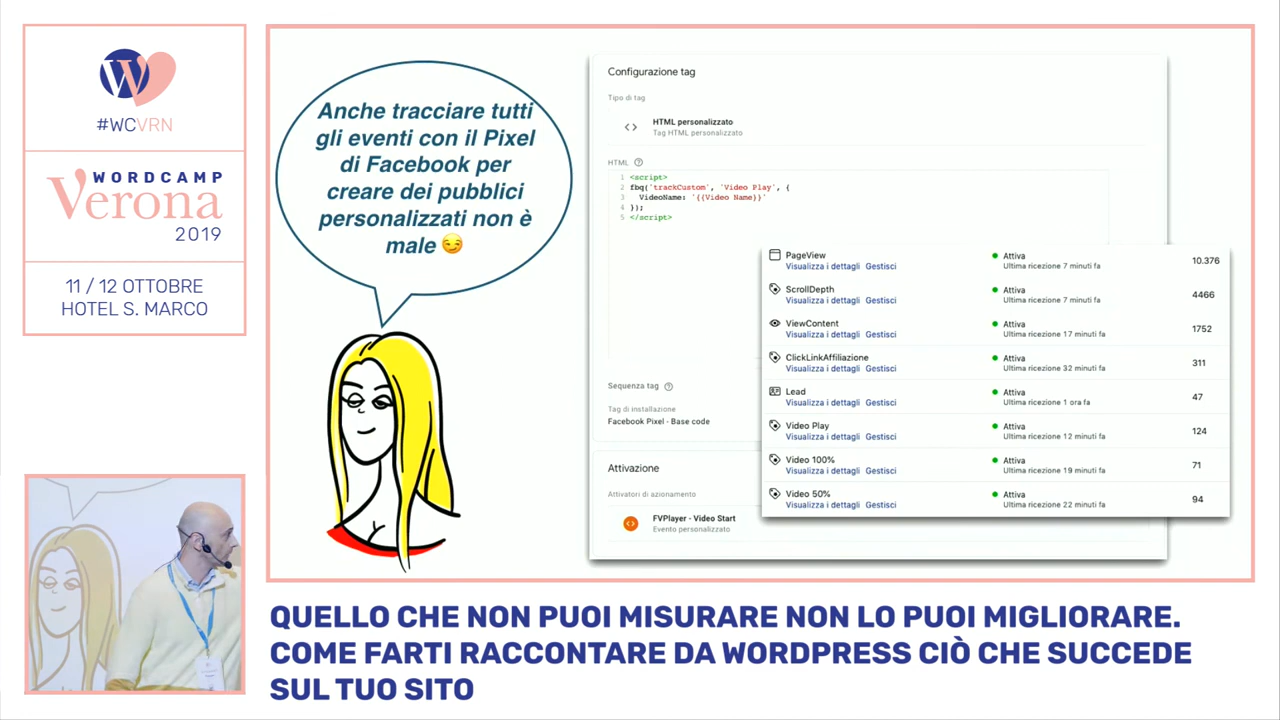 #WCVRN
WORDCAMP
Verona
2019
11 / 12 OTTOBRE
HOTEL S. MARCO
Anche tracciare tutti
gli eventi con il Pixel
di Facebook per
creare dei pubblici
personalizzati non è
male 😏
Configurazione tag
Tipo di tag
HTML personalizzato
Tag HTML personalizzato
HTML
1 <script>
2 fbq('trackCustom', 'Video Play', {
3 VideoName: '{{Video Name}}'
4 });
5 </script>
Sequenza tag
Tag di installazione
Facebook Pixel - Base code
Attivazione
Attivatori di azionamento
FVPlayer - Video Start
Evento personalizzato
PageView Attiva 10.376
Visualizza i dettagli Gestisci Ultima ricezione 7 minuti fa
ScrollDepth Attiva 4466
Visualizza i dettagli Gestisci Ultima ricezione 7 minuti fa
ViewContent Attiva 1752
Visualizza i dettagli Gestisci Ultima ricezione 17 minuti fa
ClickLinkAffiliazione Attiva 311
Visualizza i dettagli Gestisci Ultima ricezione 32 minuti fa
Lead Attiva 47
Visualizza i dettagli Gestisci Ultima ricezione 1 ora fa
Video Play Attiva 124
Visualizza i dettagli Gestisci Ultima ricezione 12 minuti fa
Video 100% Attiva 71
Visualizza i dettagli Gestisci Ultima ricezione 19 minuti fa
Video 50% Attiva 94
Visualizza i dettagli Gestisci Ultima ricezione 22 minuti fa
QUELLO CHE NON PUOI MISURARE NON LO PUOI MIGLIORARE.
COME FARTI RACCONTARE DA WORDPRESS CIÒ CHE SUCCEDE
SUL TUO SITO